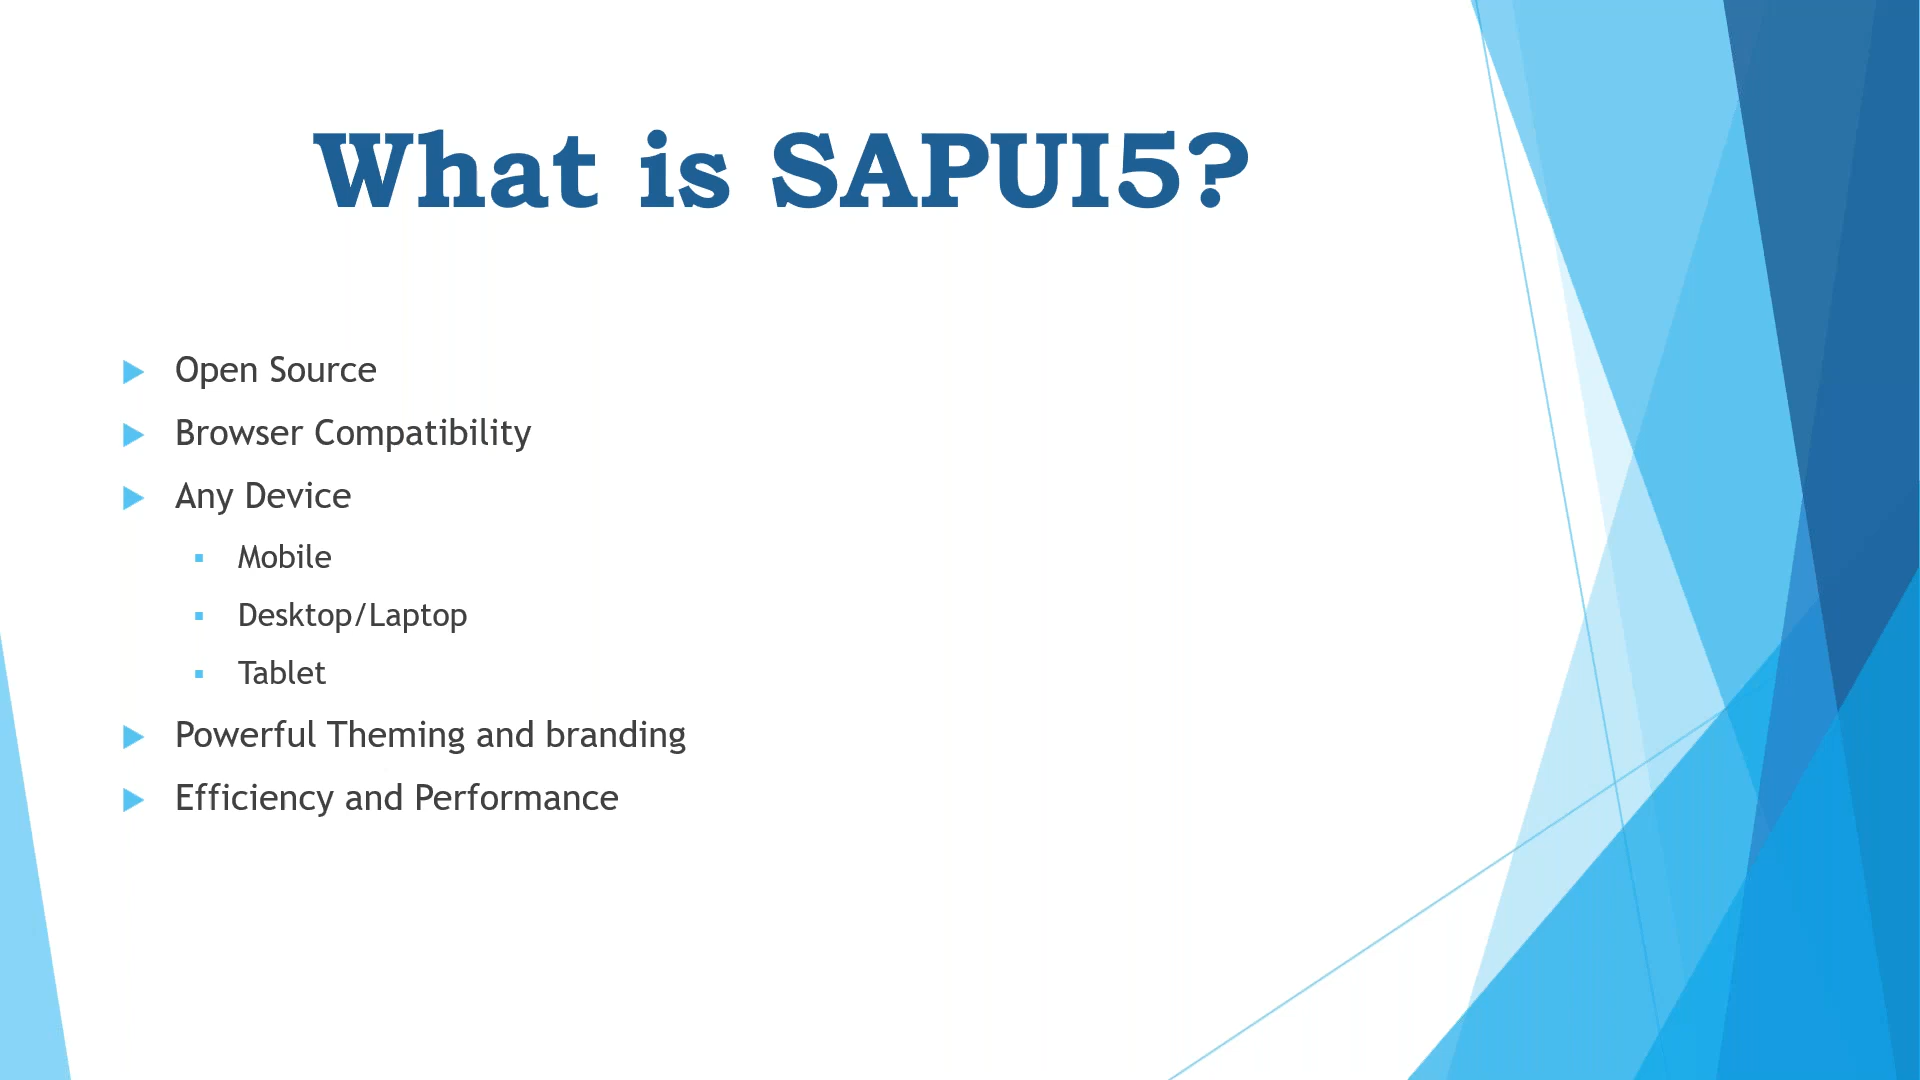 What is SAPUI5?
Open Source
Browser Compatibility
Any Device
Mobile
Desktop/Laptop
Tablet
Powerful Theming and branding
Efficiency and Performance